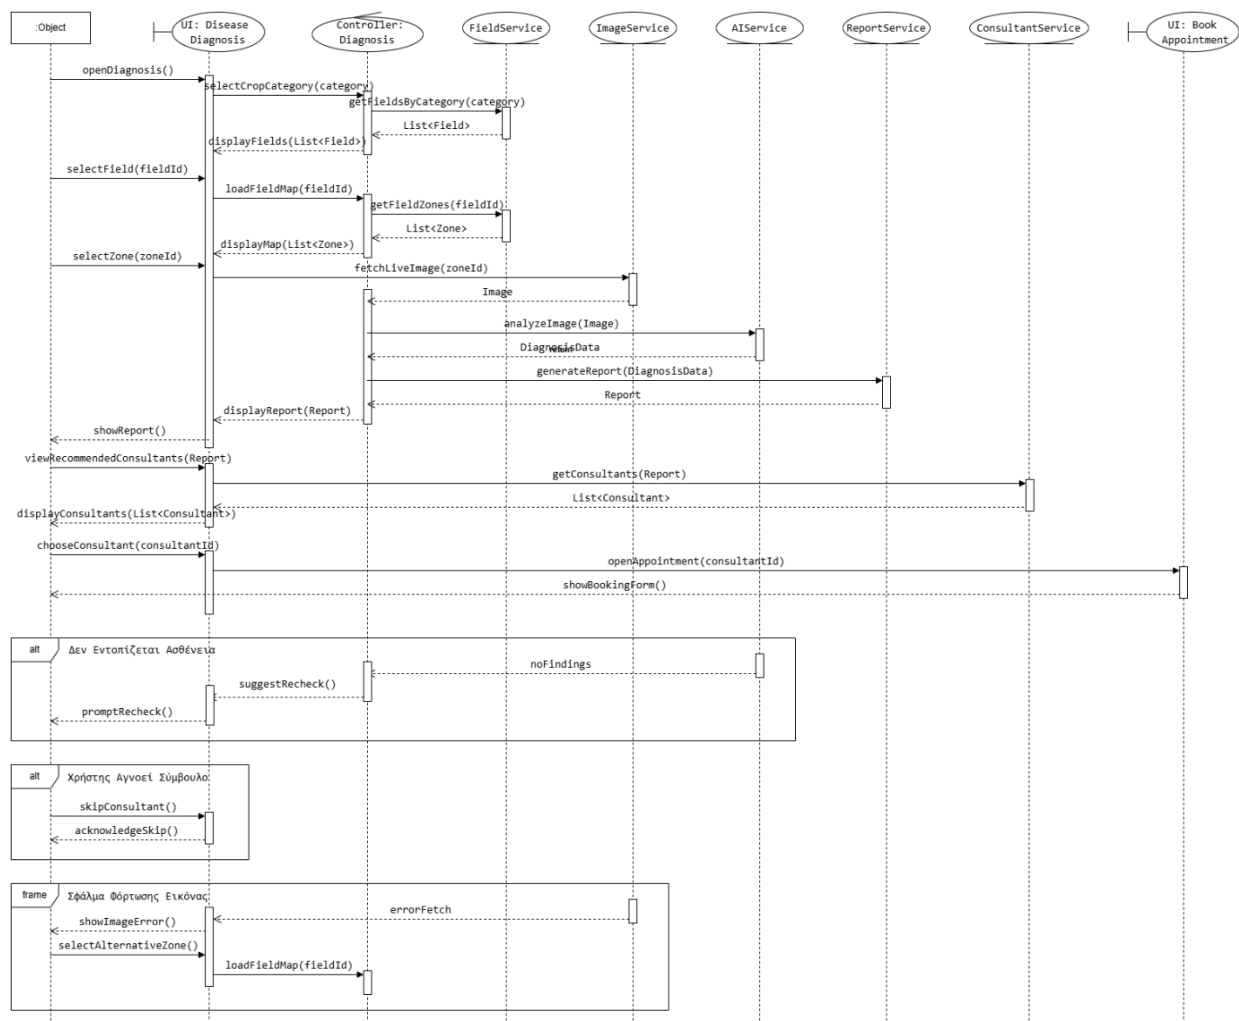 :Object
UI: Disease
Diagnosis
Controller:
Diagnosis
FieldService
ImageService
AIService
ReportService
ConsultantService
UI: Book
Appointment
openDiagnosis()
selectCropCategory(category)
getFieldsByCategory(category)
List<Field>
displayFields(List<Field>)
selectField(fieldId)
loadFieldMap(fieldId)
getFieldZones(fieldId)
List<Zone>
displayMap(List<Zone>)
selectZone(zoneId)
fetchLiveImage(zoneId)
Image
analyzeImage(Image)
DiagnosisData
return
generateReport(DiagnosisData)
Report
displayReport(Report)
showReport()
viewRecommendedConsultants(Report)
getConsultants(Report)
List<Consultant>
displayConsultants(List<Consultant>)
chooseConsultant(consultantId)
openAppointment(consultantId)
showBookingForm()
alt
Δεν Εντοπίζεται Ασθένεια
noFindings
suggestRecheck()
promptRecheck()
alt
Χρήστης Αγνοεί Σύμβουλο
skipConsultant()
acknowledgeSkip()
frame
Σφάλμα Φόρτωσης Εικόνας
errorFetch
showImageError()
selectAlternativeZone()
loadFieldMap(fieldId)